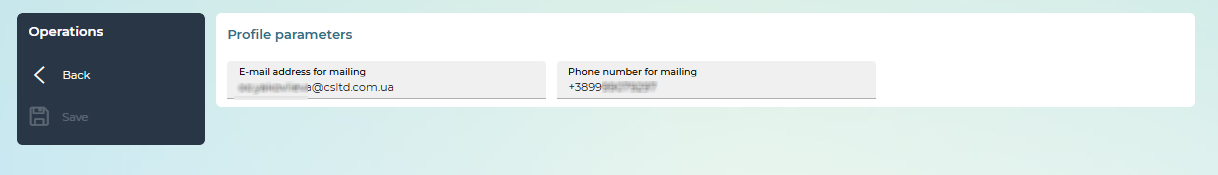 Operations
Back
Save
Profile parameters
E-mail address for mailing
a@csltd.com.ua
Phone number for mailing
+3899